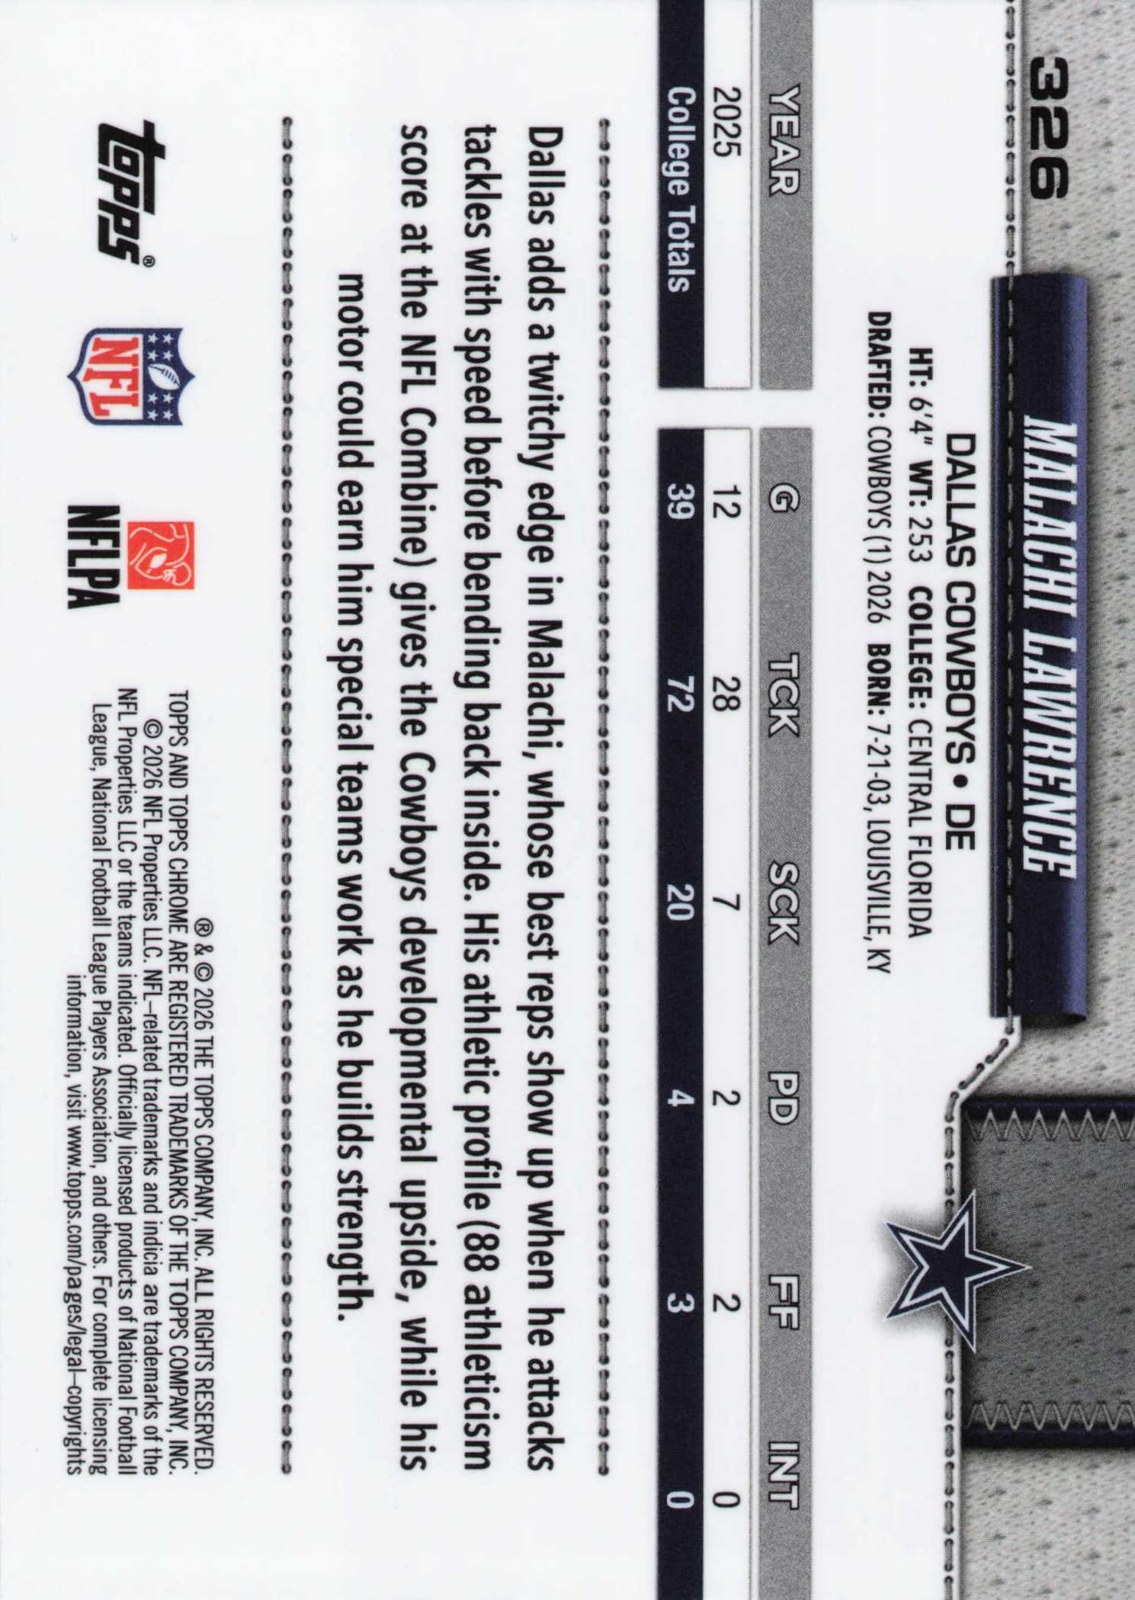 326
MALACHI LAWRENCE
DALLAS COWBOYS • DE
HT: 6'4" WT: 253 COLLEGE: CENTRAL FLORIDA
DRAFTED: COWBOYS (1) 2026 BORN: 7-21-03, LOUISVILLE, KY
YEAR G TCK SCK PD FF INT
2025 12 28 7 2 2 0
College Totals 39 72 20 4 3 0
Dallas adds a twitchy edge in Malachi, whose best reps show up when he attacks
tackles with speed before bending back inside. His athletic profile (88 athleticism
score at the NFL Combine) gives the Cowboys developmental upside, while his
motor could earn him special teams work as he builds strength.
topps®
NFL
NFLPA
® & © 2026 THE TOPPS COMPANY, INC. ALL RIGHTS RESERVED.
TOPPS AND TOPPS CHROME ARE REGISTERED TRADEMARKS OF THE TOPPS COMPANY, INC.
© 2026 NFL Properties LLC. NFL-related trademarks and indicia are trademarks of the
NFL Properties LLC or the teams indicated. Officially licensed products of National Football
League, National Football League Players Association, and others. For complete licensing
information, visit www.topps.com/pages/legal-copyrights